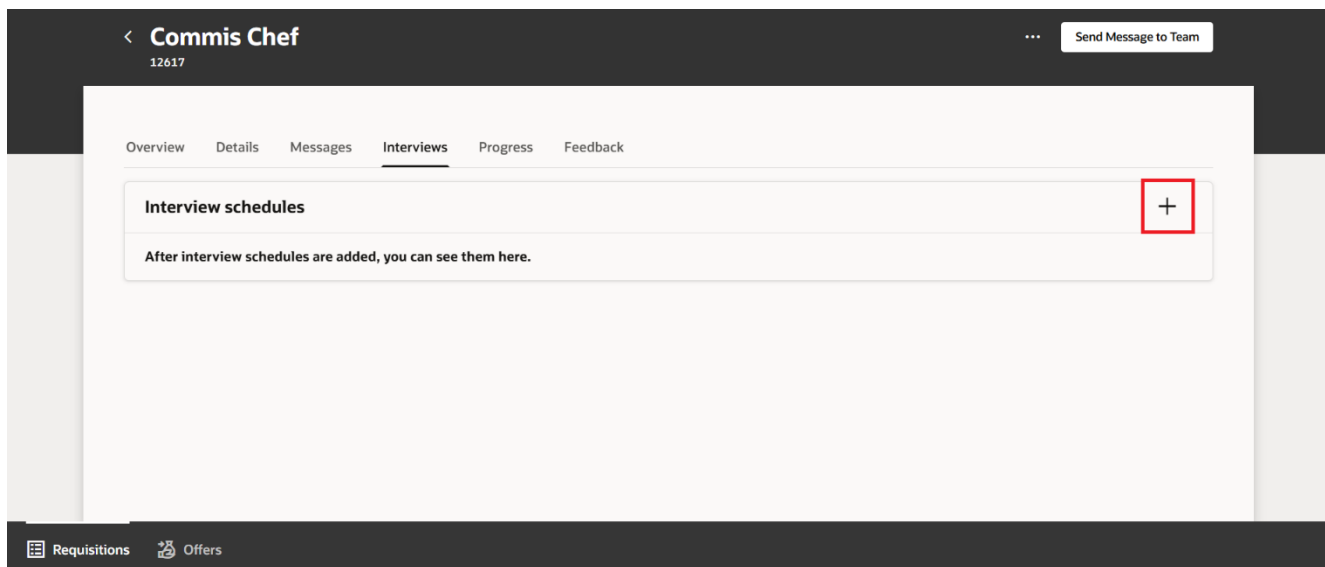 Commis Chef
12617
Send Message to Team
Overview Details Messages Interviews Progress Feedback
Interview schedules
After interview schedules are added, you can see them here.
Requisitions Offers